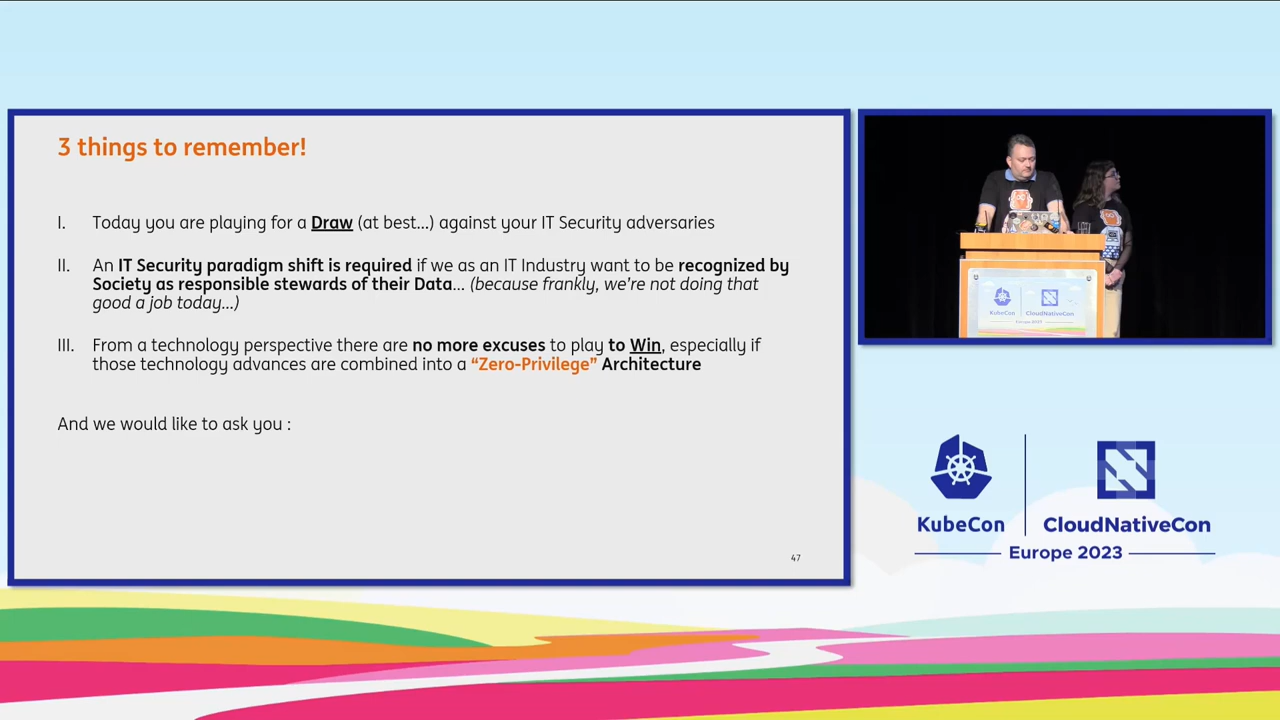 3 things to remember!
I. Today you are playing for a Draw (at best...) against your IT Security adversaries
II. An IT Security paradigm shift is required if we as an IT Industry want to be recognized by
Society as responsible stewards of their Data... (because frankly, we're not doing that
good a job today...)
III. From a technology perspective there are no more excuses to play to Win, especially if
those technology advances are combined into a “Zero-Privilege” Architecture
And we would like to ask you :
47
KubeCon
CloudNativeCon
Europe 2023
KubeCon
CloudNativeCon
Europe 2023